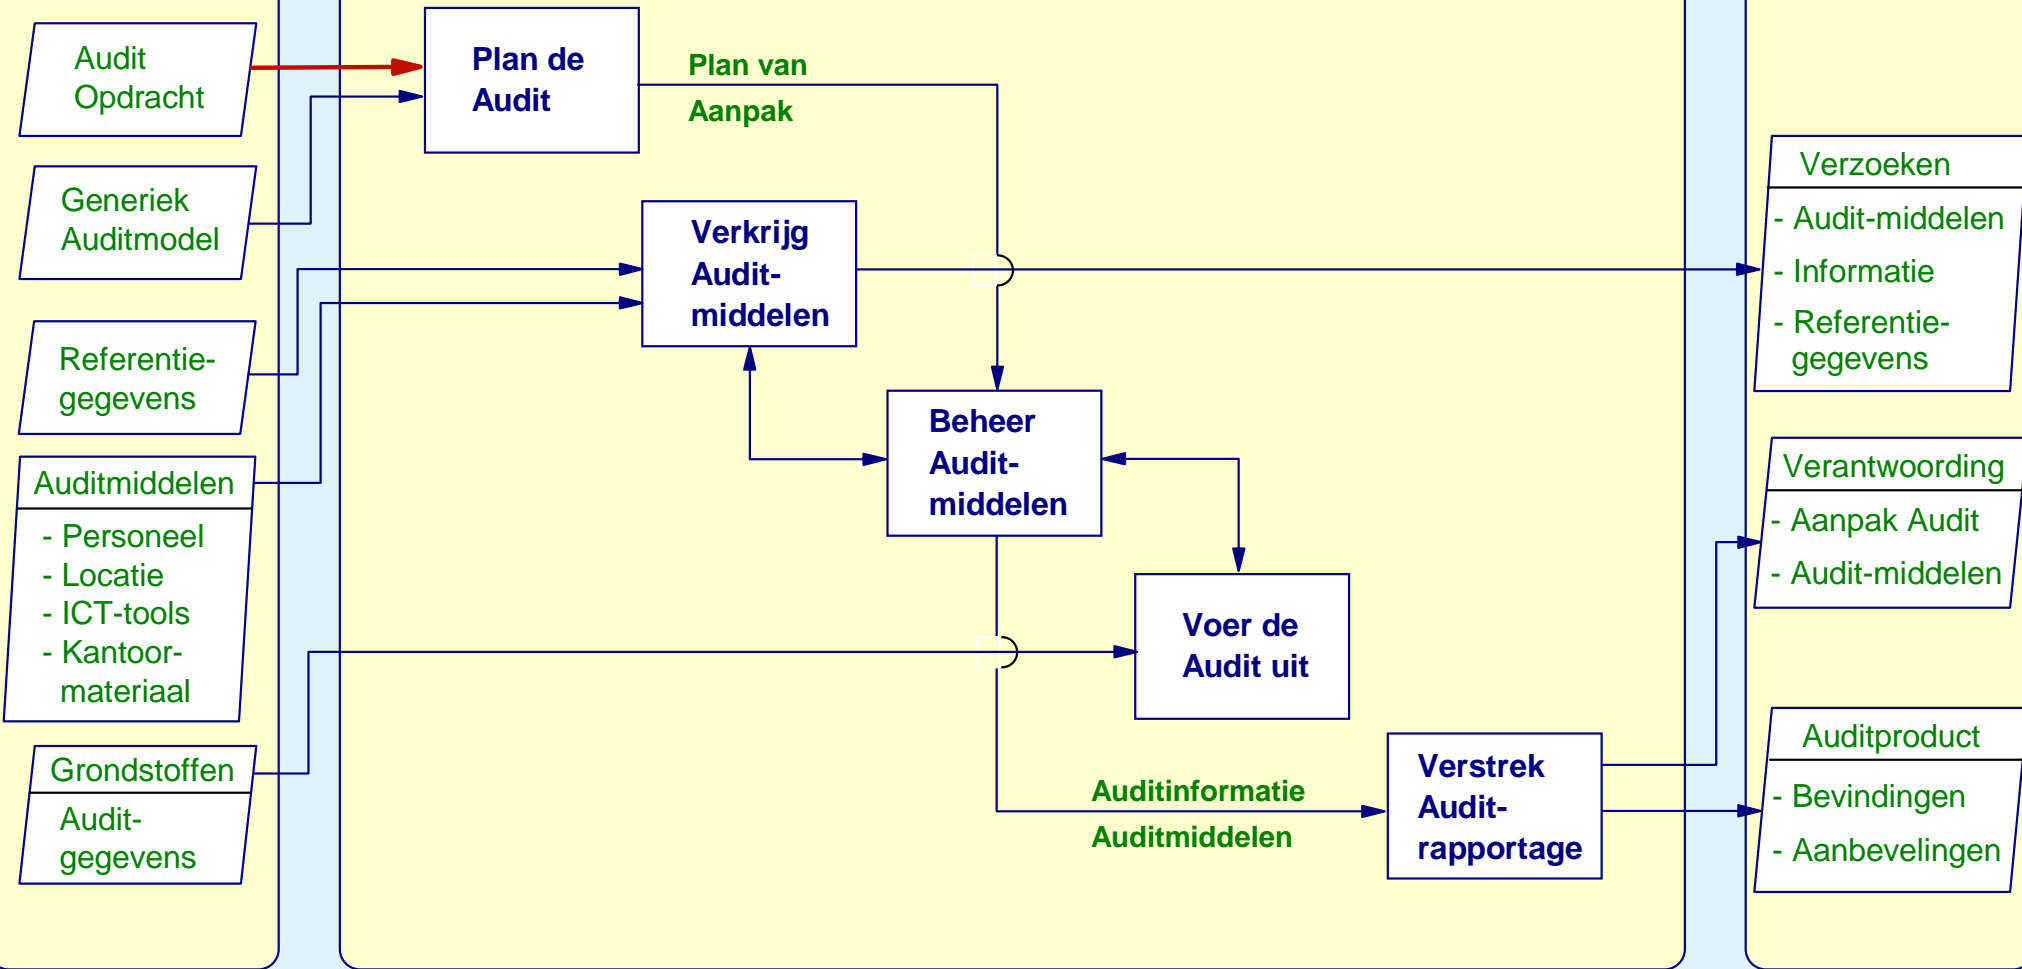 Audit
Opdracht
Generiek
Auditmodel
Referentie-
gegevens
Auditmiddelen
- Personeel
- Locatie
- ICT-tools
- Kantoor-
materiaal
Grondstoffen
Audit-
gegevens
Plan de
Audit
Plan van
Aanpak
Verkrijg
Audit-
middelen
Beheer
Audit-
middelen
Voer de
Audit uit
Auditinformatie
Auditmiddelen
Verstrek
Audit-
rapportage
Verzoeken
- Audit-middelen
- Informatie
- Referentie-
gegevens
Verantwoording
- Aanpak Audit
- Audit-middelen
Auditproduct
- Bevindingen
- Aanbevelingen